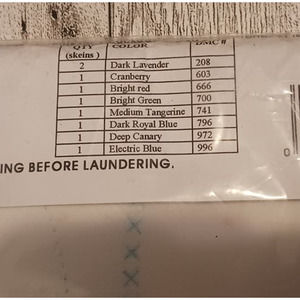 QTY COLOR DMC #
(skeins)
2 Dark Lavender 208
1 Cranberry 603
1 Bright red 666
1 Bright Green 700
1 Medium Tangerine 741
1 Dark Royal Blue 796
1 Deep Canary 972
1 Electric Blue 996
ING BEFORE LAUNDERING.
0